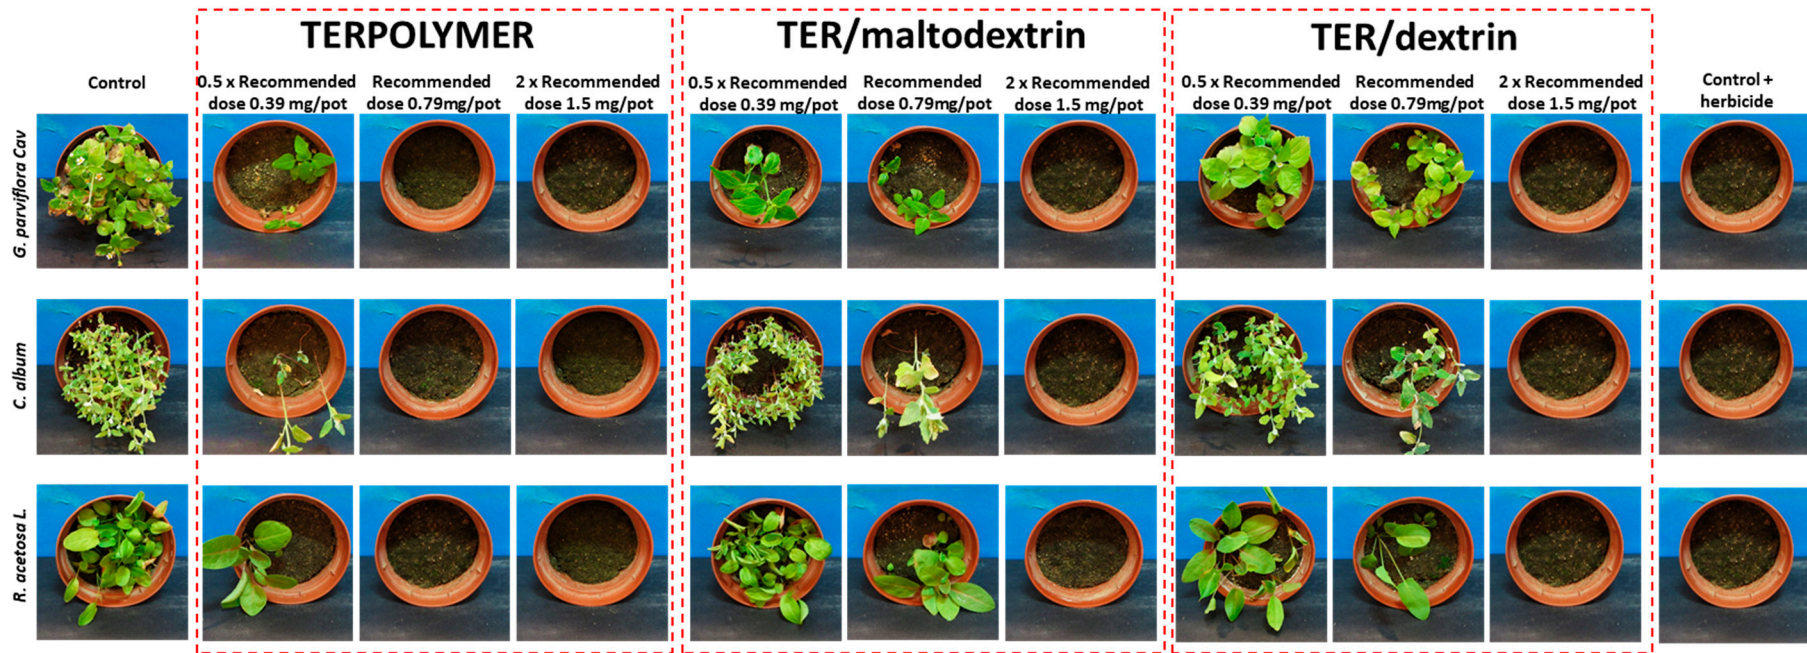 TERPOLYMER
TER/maltodextrin
TER/dextrin
Control
0.5 x Recommended
dose 0.39 mg/pot
Recommended
dose 0.79mg/pot
2 x Recommended
dose 1.5 mg/pot
0.5 x Recommended
dose 0.39 mg/pot
Recommended
dose 0.79mg/pot
2 x Recommended
dose 1.5 mg/pot
0.5 x Recommended
dose 0.39 mg/pot
Recommended
dose 0.79mg/pot
2 x Recommended
dose 1.5 mg/pot
Control +
herbicide
G. parviflora Cav
C. album
R. acetosa L.